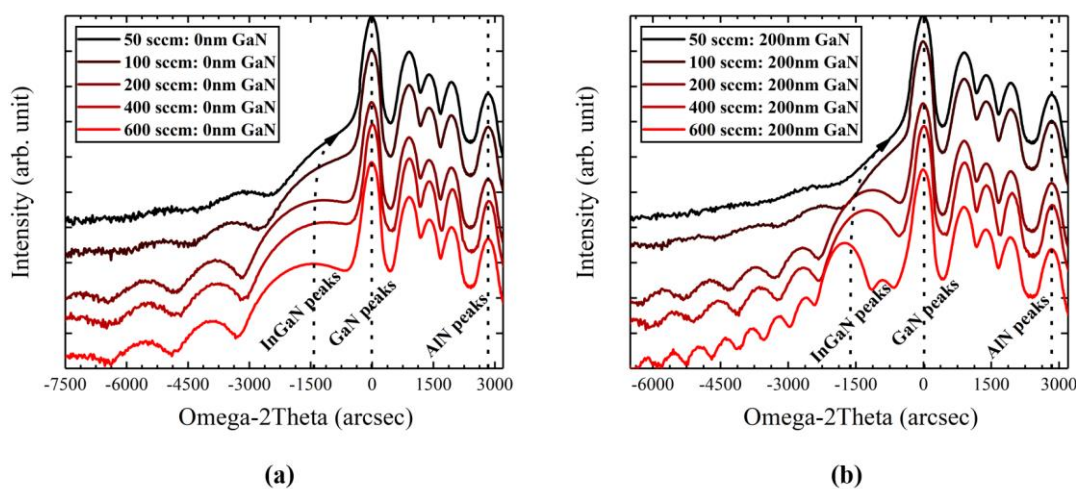 50 sccm: 0nm GaN
100 sccm: 0nm GaN
200 sccm: 0nm GaN
400 sccm: 0nm GaN
600 sccm: 0nm GaN
Intensity (arb. unit)
InGaN peaks
GaN peaks
AlN peaks
-7500 -6000 -4500 -3000 -1500 0 1500 3000
Omega-2Theta (arcsec)
(a)
50 sccm: 200nm GaN
100 sccm: 200nm GaN
200 sccm: 200nm GaN
400 sccm: 200nm GaN
600 sccm: 200nm GaN
Intensity (arb. unit)
InGaN peaks
GaN peaks
AlN peaks
-6000 -4500 -3000 -1500 0 1500 3000
Omega-2Theta (arcsec)
(b)